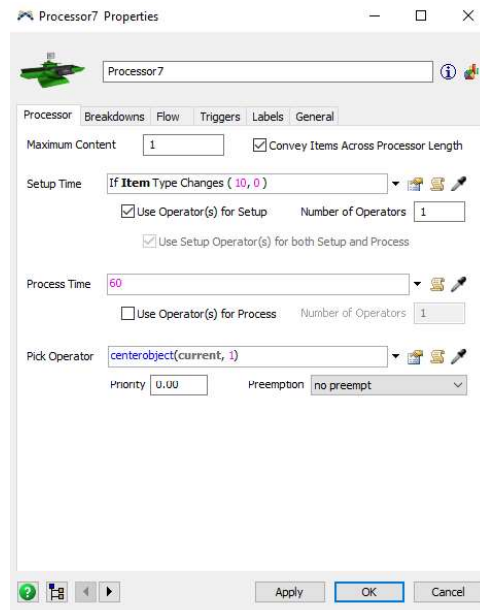 Processor7 Properties
Processor7
Processor Breakdowns Flow Triggers Labels General
Maximum Content 1 Convey Items Across Processor Length
Setup Time If Item Type Changes ( 10, 0 )
Use Operator(s) for Setup Number of Operators 1
Use Setup Operator(s) for both Setup and Process
Process Time 60
Use Operator(s) for Process Number of Operators 1
Pick Operator centerobject(current, 1)
Priority 0.00 Preemption no preempt
Apply OK Cancel